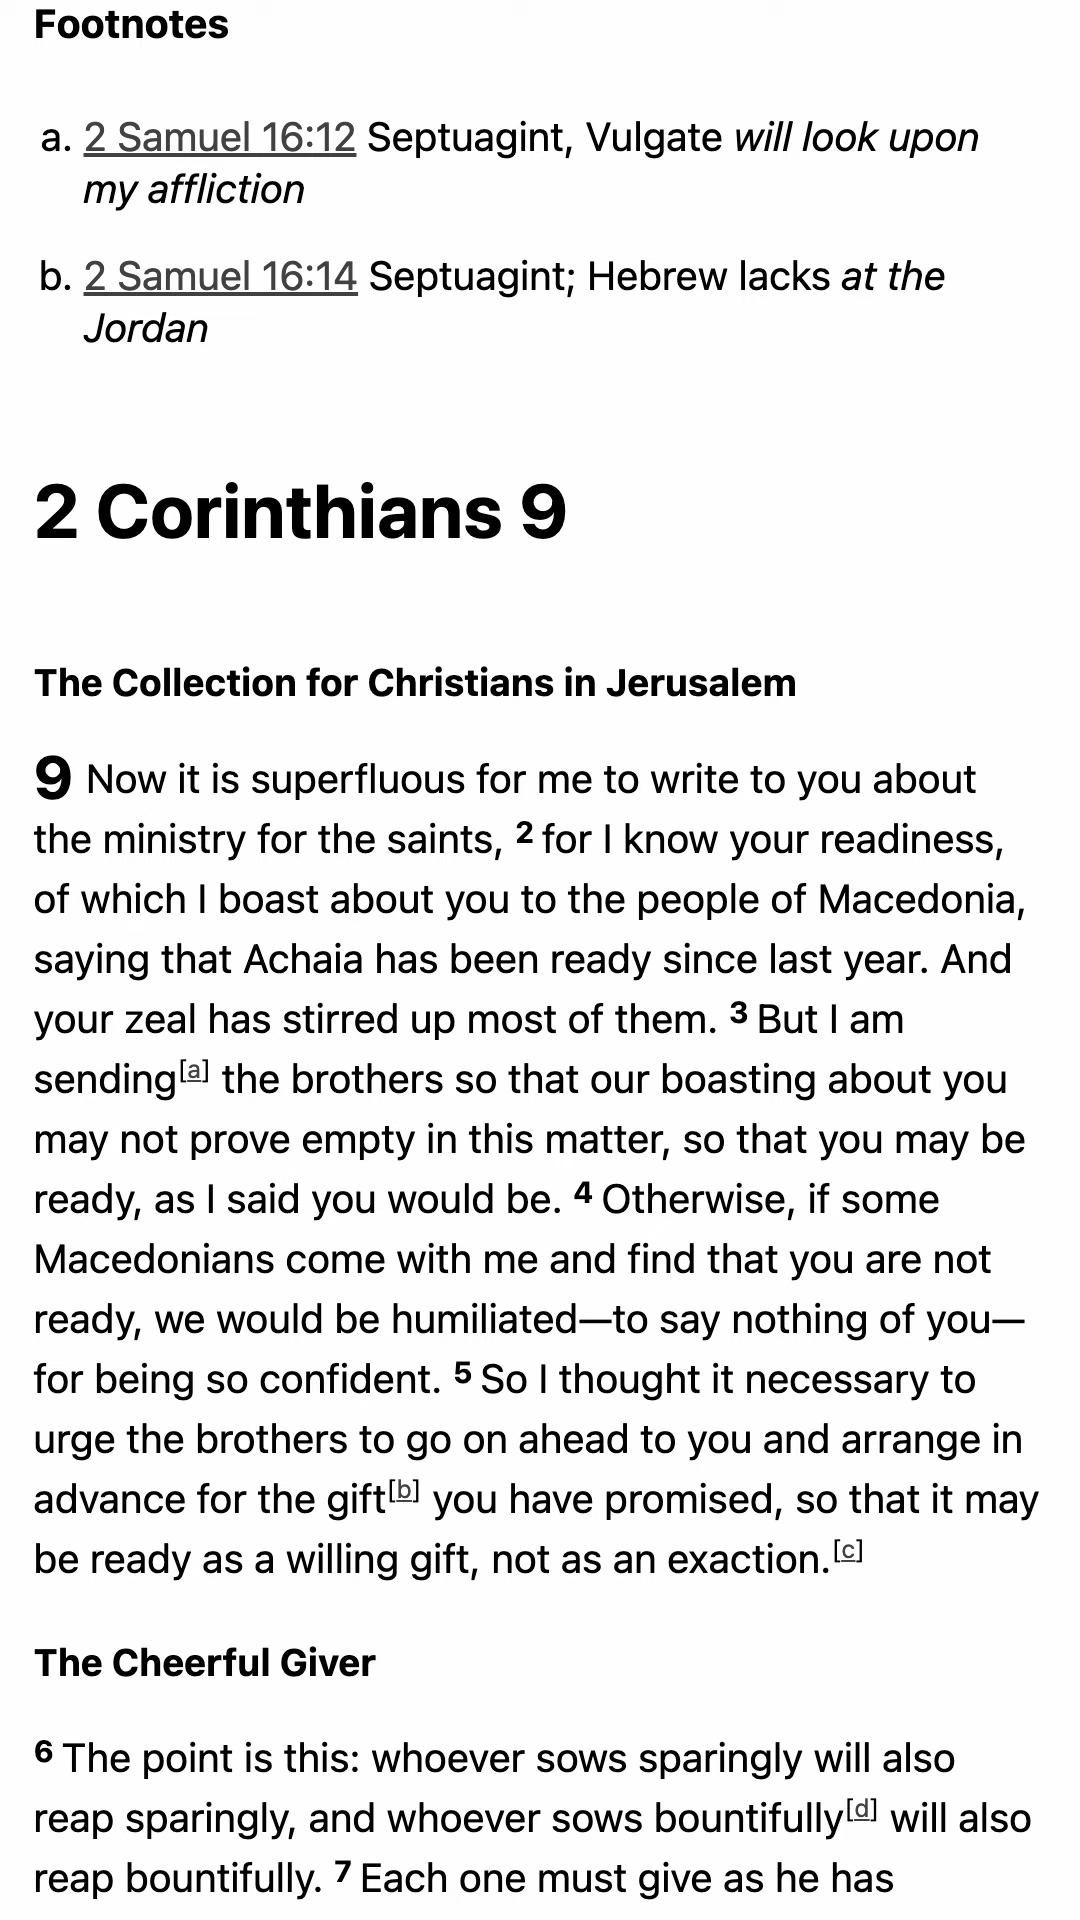 Footnotes
a. 2 Samuel 16:12 Septuagint, Vulgate will look upon
my affliction
b. 2 Samuel 16:14 Septuagint; Hebrew lacks at the
Jordan
2 Corinthians 9
The Collection for Christians in Jerusalem
9 Now it is superfluous for me to write to you about
the ministry for the saints, 2 for I know your readiness,
of which I boast about you to the people of Macedonia,
saying that Achaia has been ready since last year. And
your zeal has stirred up most of them. 3 But I am
sending[a] the brothers so that our boasting about you
may not prove empty in this matter, so that you may be
ready, as I said you would be. 4 Otherwise, if some
Macedonians come with me and find that you are not
ready, we would be humiliated—to say nothing of you—
for being so confident. 5 So I thought it necessary to
urge the brothers to go on ahead to you and arrange in
advance for the gift[b] you have promised, so that it may
be ready as a willing gift, not as an exaction.[c]
The Cheerful Giver
6 The point is this: whoever sows sparingly will also
reap sparingly, and whoever sows bountifully[d] will also
reap bountifully. 7 Each one must give as he has